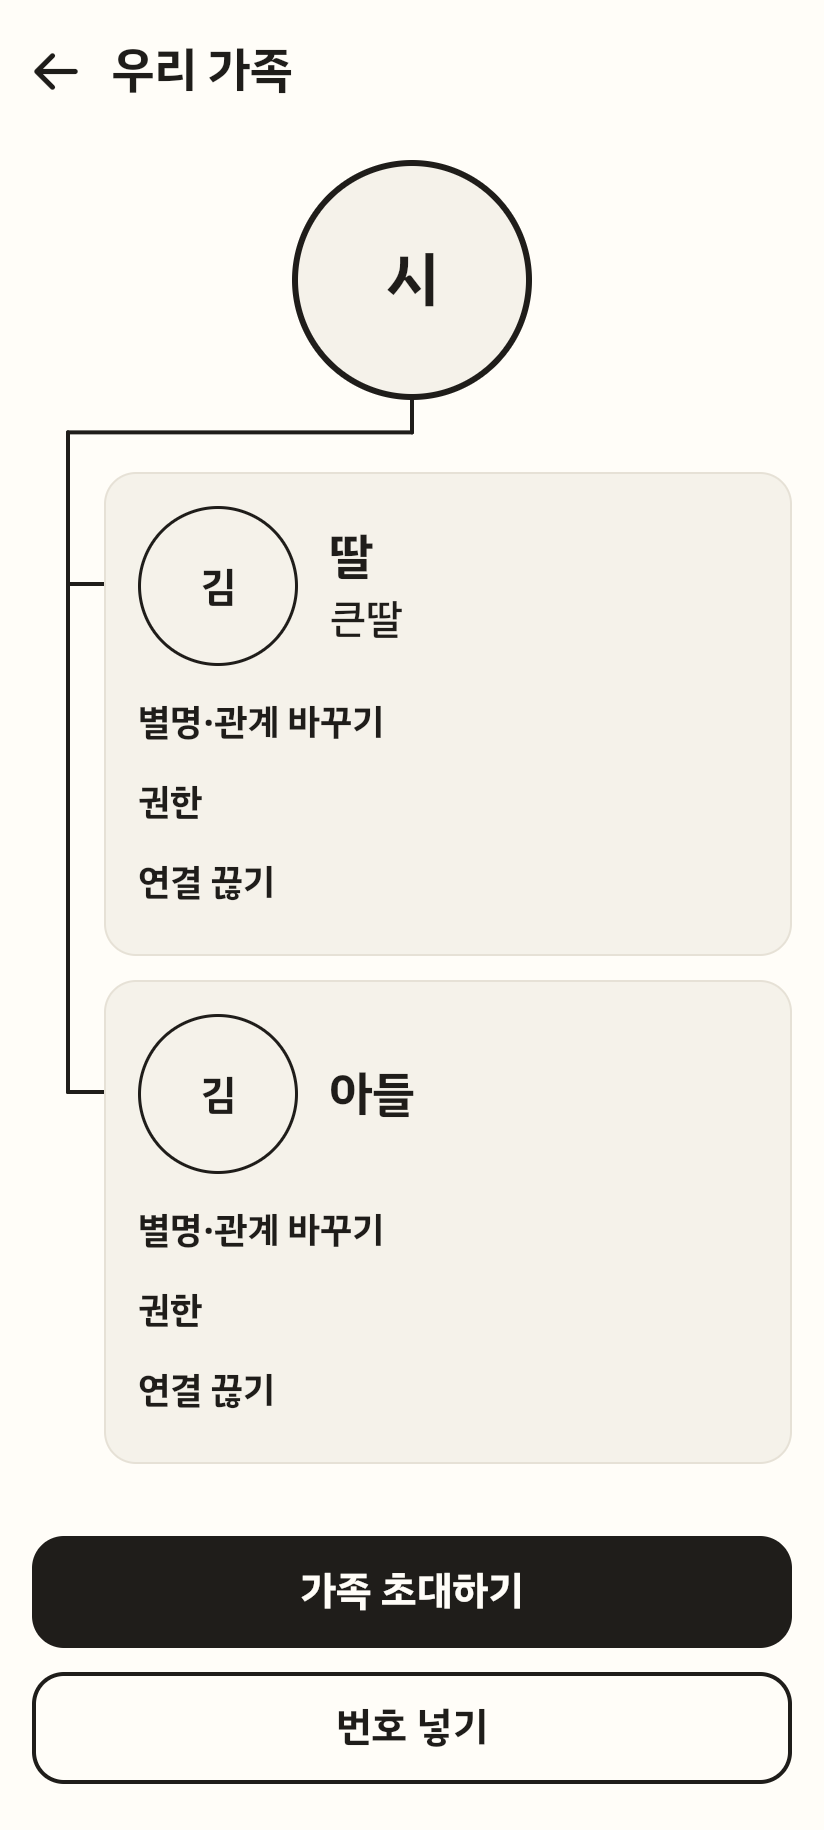 우리 가족
시
김
딸
큰딸
별명·관계 바꾸기
권한
연결 끊기
김
아들
별명·관계 바꾸기
권한
연결 끊기
가족 초대하기
번호 넣기